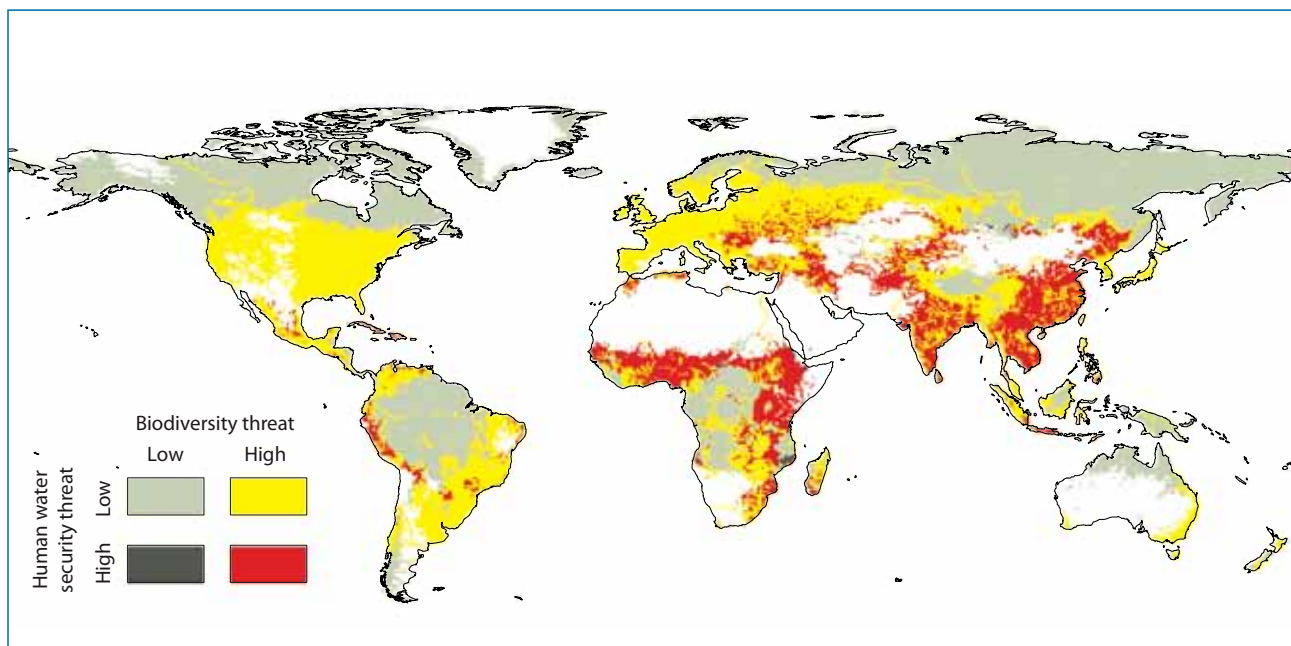 Biodiversity threat
Low High
Human water
security threat
Low
High